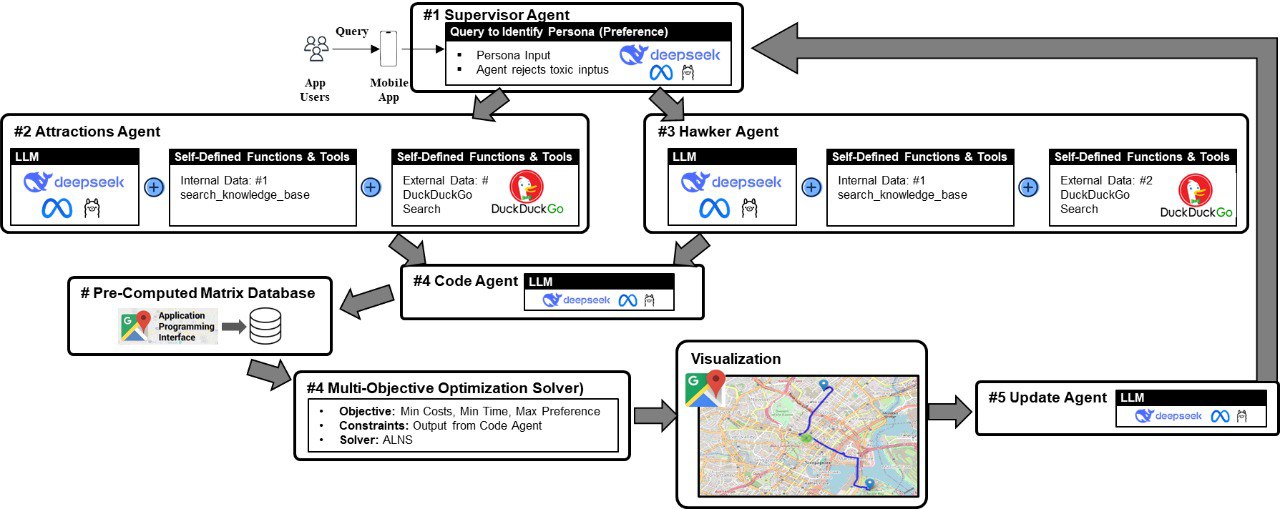 #1 Supervisor Agent
Query to Identify Persona (Preference)
Persona Input
Agent rejects toxic inptus
deepseek
Query
App
Users
Mobile
App
#2 Attractions Agent
LLM
deepseek
Self-Defined Functions & Tools
Internal Data: #1
search_knowledge_base
Self-Defined Functions & Tools
External Data: #
DuckDuckGo
Search
DuckDuckGo
#3 Hawker Agent
LLM
deepseek
Self-Defined Functions & Tools
Internal Data: #1
search_knowledge_base
Self-Defined Functions & Tools
External Data: #2
DuckDuckGo
Search
DuckDuckGo
#4 Code Agent
LLM
deepseek
# Pre-Computed Matrix Database
G
Application
Programming
Interface
#4 Multi-Objective Optimization Solver)
Objective: Min Costs, Min Time, Max Preference
Constraints: Output from Code Agent
Solver: ALNS
Visualization
G
#5 Update Agent
LLM
deepseek